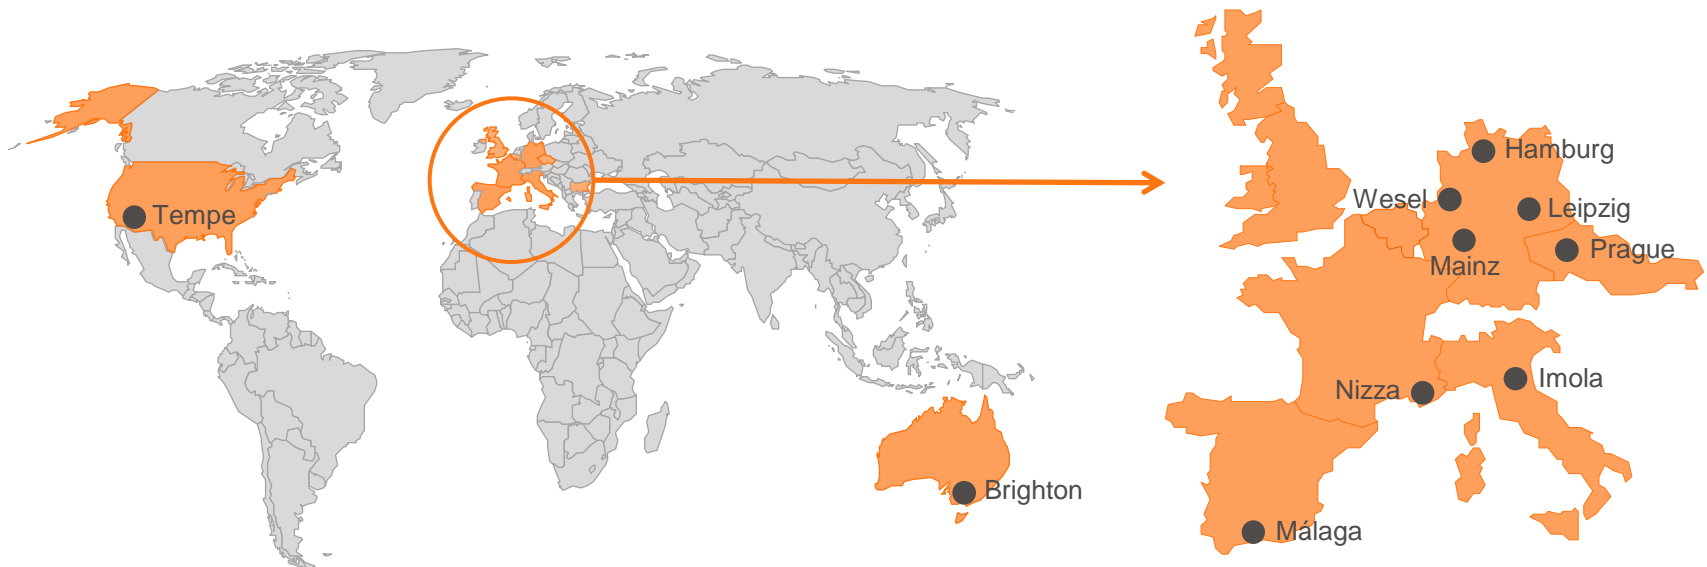 Tempe
Brighton
Hamburg
Wesel
Leipzig
Mainz
Prague
Nizza
Imola
Málaga